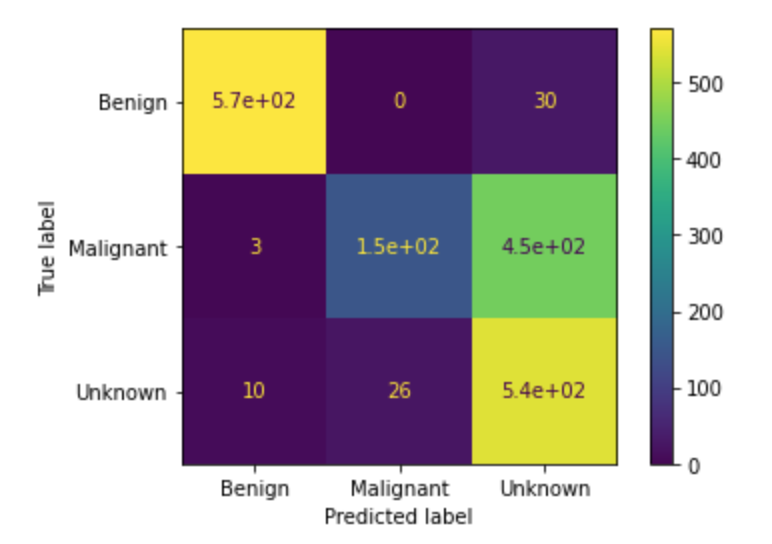 Benign
5.7e+02 0 30
Malignant
3 1.5e+02 4.5e+02
Unknown
10 26 5.4e+02
True label
Benign Malignant Unknown
Predicted label
500
400
300
200
100
0